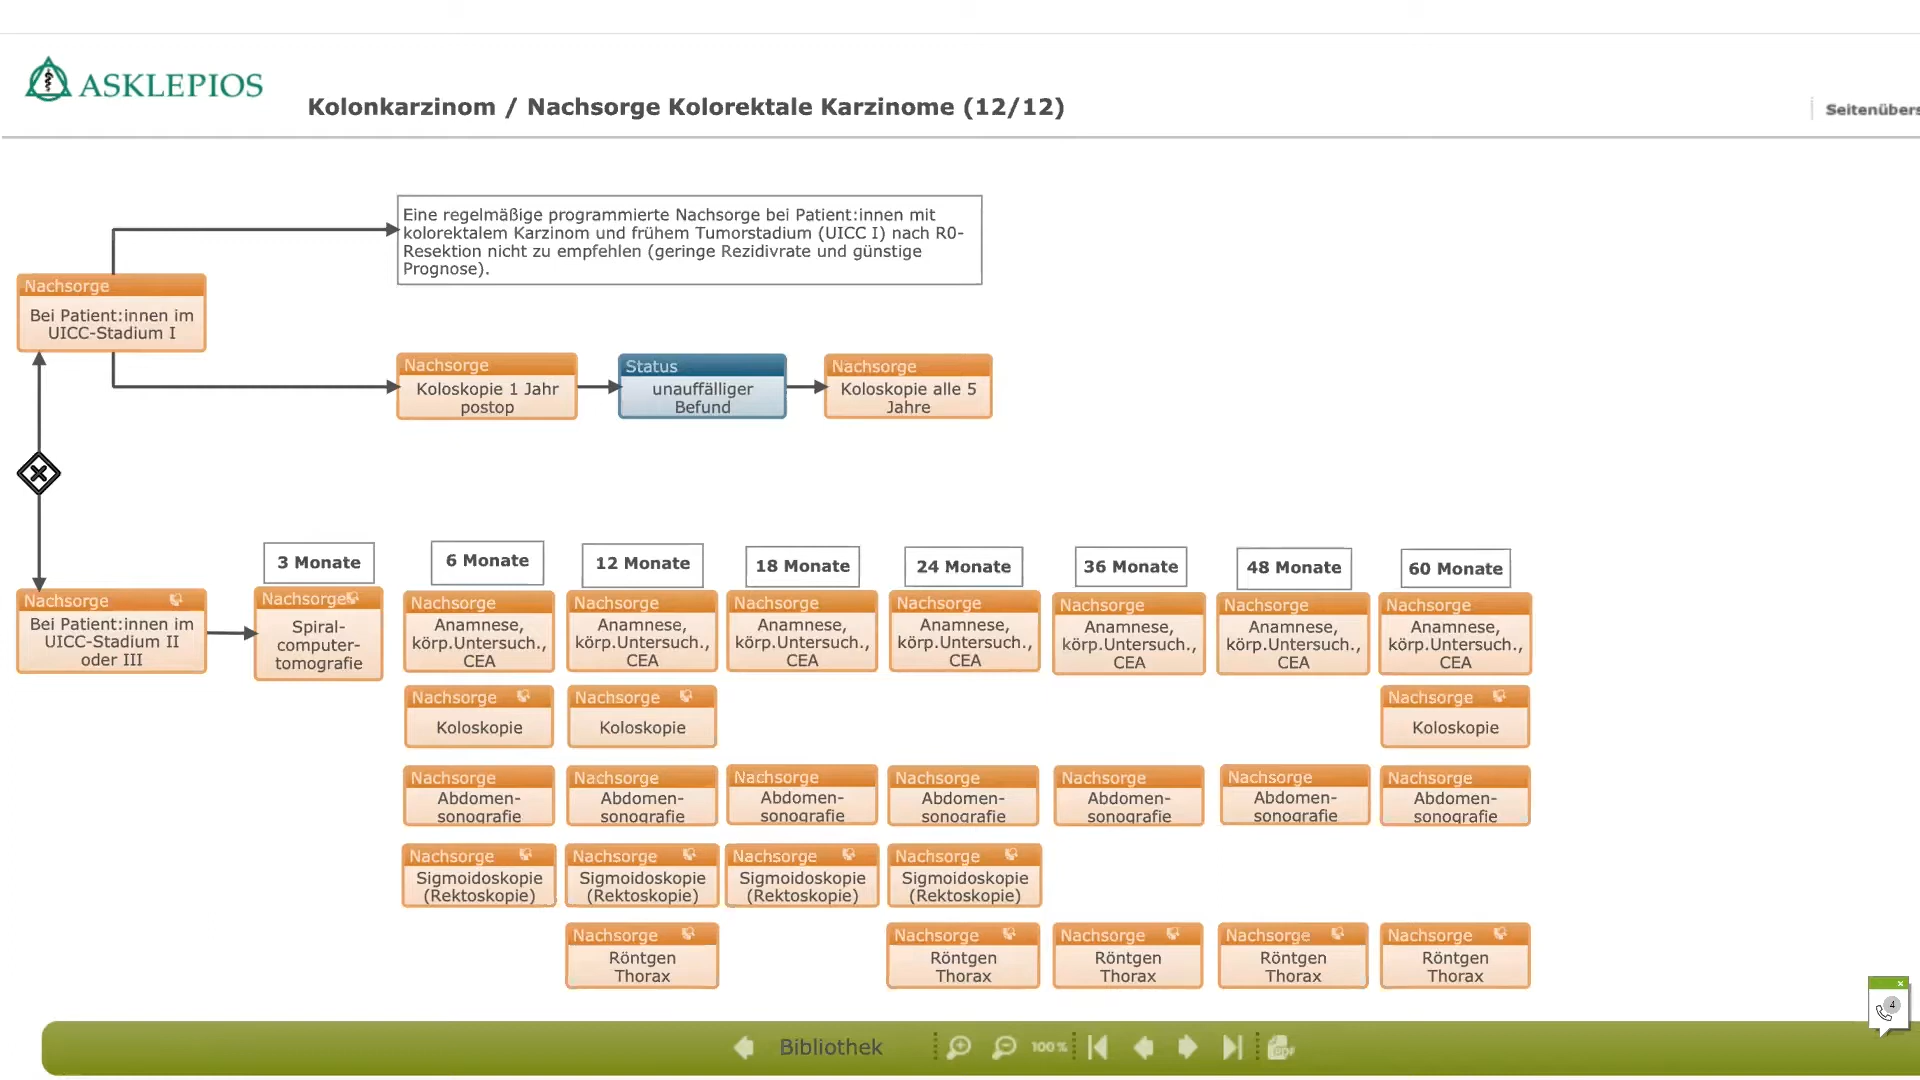 ASKLEPIOS
Kolonkarzinom / Nachsorge Kolorektale Karzinome (12/12)
Seitenübers
Eine regelmäßige programmierte Nachsorge bei Patient:innen mit
kolorektalem Karzinom und frühem Tumorstadium (UICC I) nach R0-
Resektion nicht zu empfehlen (geringe Rezidivrate und günstige
Prognose).
Nachsorge
Bei Patient:innen im
UICC-Stadium I
Nachsorge
Koloskopie 1 Jahr
postop
Status
unauffälliger
Befund
Nachsorge
Koloskopie alle 5
Jahre
3 Monate
6 Monate
12 Monate
18 Monate
24 Monate
36 Monate
48 Monate
60 Monate
Nachsorge
Bei Patient:innen im
UICC-Stadium II
oder III
Nachsorge
Spiral-
computer-
tomografie
Nachsorge
Anamnese,
körp.Untersuch.,
CEA
Nachsorge
Anamnese,
körp.Untersuch.,
CEA
Nachsorge
Anamnese,
körp.Untersuch.,
CEA
Nachsorge
Anamnese,
körp.Untersuch.,
CEA
Nachsorge
Anamnese,
körp.Untersuch.,
CEA
Nachsorge
Anamnese,
körp.Untersuch.,
CEA
Nachsorge
Anamnese,
körp.Untersuch.,
CEA
Nachsorge
Koloskopie
Nachsorge
Koloskopie
Nachsorge
Koloskopie
Nachsorge
Abdomen-
sonografie
Nachsorge
Abdomen-
sonografie
Nachsorge
Abdomen-
sonografie
Nachsorge
Abdomen-
sonografie
Nachsorge
Abdomen-
sonografie
Nachsorge
Abdomen-
sonografie
Nachsorge
Abdomen-
sonografie
Nachsorge
Sigmoidoskopie
(Rektoskopie)
Nachsorge
Sigmoidoskopie
(Rektoskopie)
Nachsorge
Sigmoidoskopie
(Rektoskopie)
Nachsorge
Sigmoidoskopie
(Rektoskopie)
Nachsorge
Röntgen
Thorax
Nachsorge
Röntgen
Thorax
Nachsorge
Röntgen
Thorax
Nachsorge
Röntgen
Thorax
Nachsorge
Röntgen
Thorax
4
Bibliothek
100%
PDF